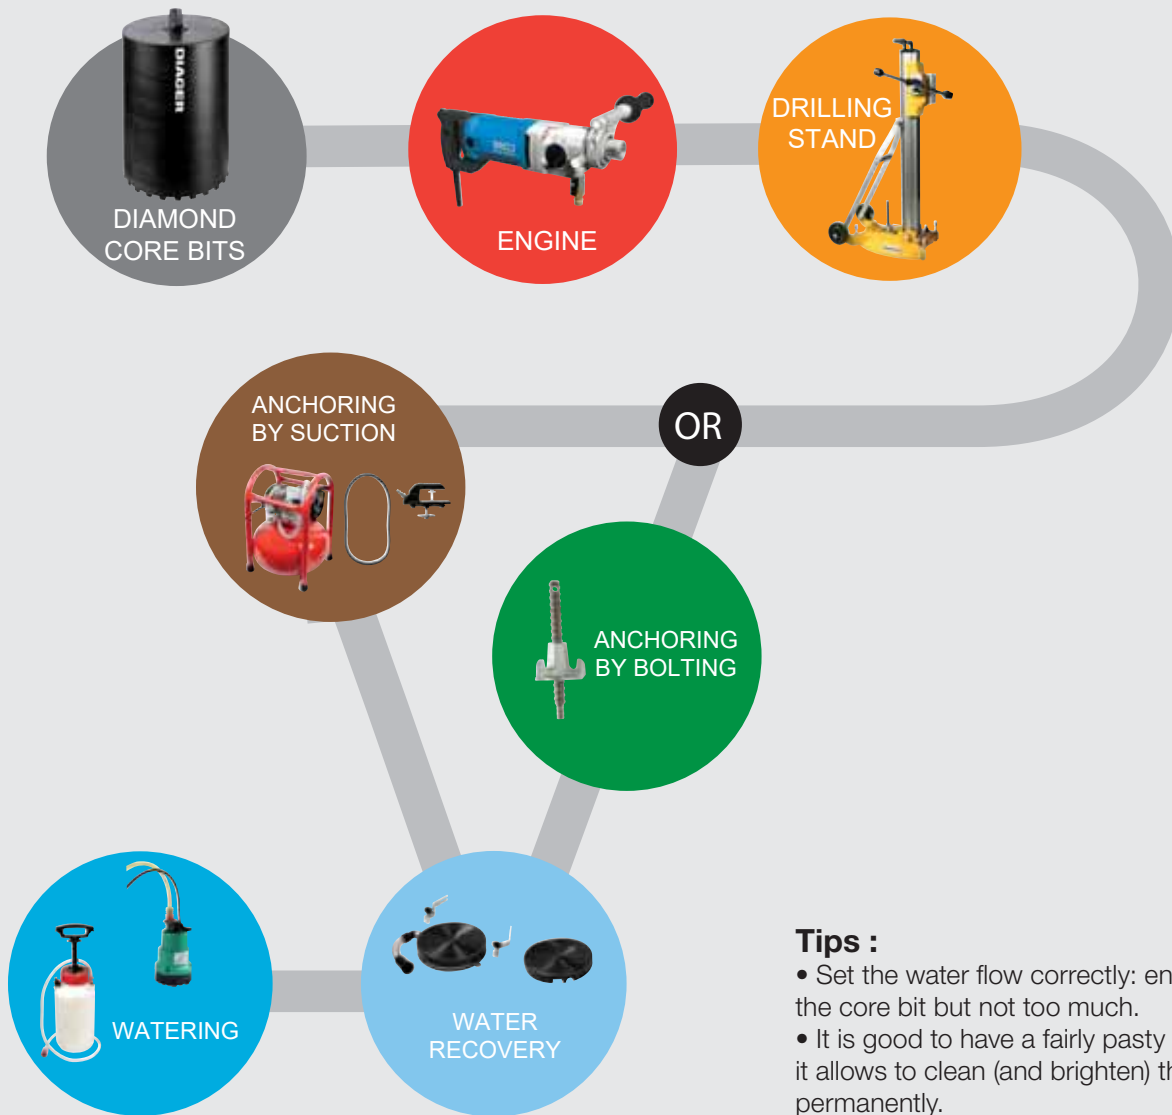 DIAGER
DIAMOND
CORE BITS
ENGINE
DRILLING
STAND
ANCHORING
BY SUCTION
OR
ANCHORING
BY BOLTING
WATERING
WATER
RECOVERY
Tips :
• Set the water flow correctly:
the core bit but not too much.
• It is good to have a fairly pasty
it allows to clean (and brighten)
permanently.